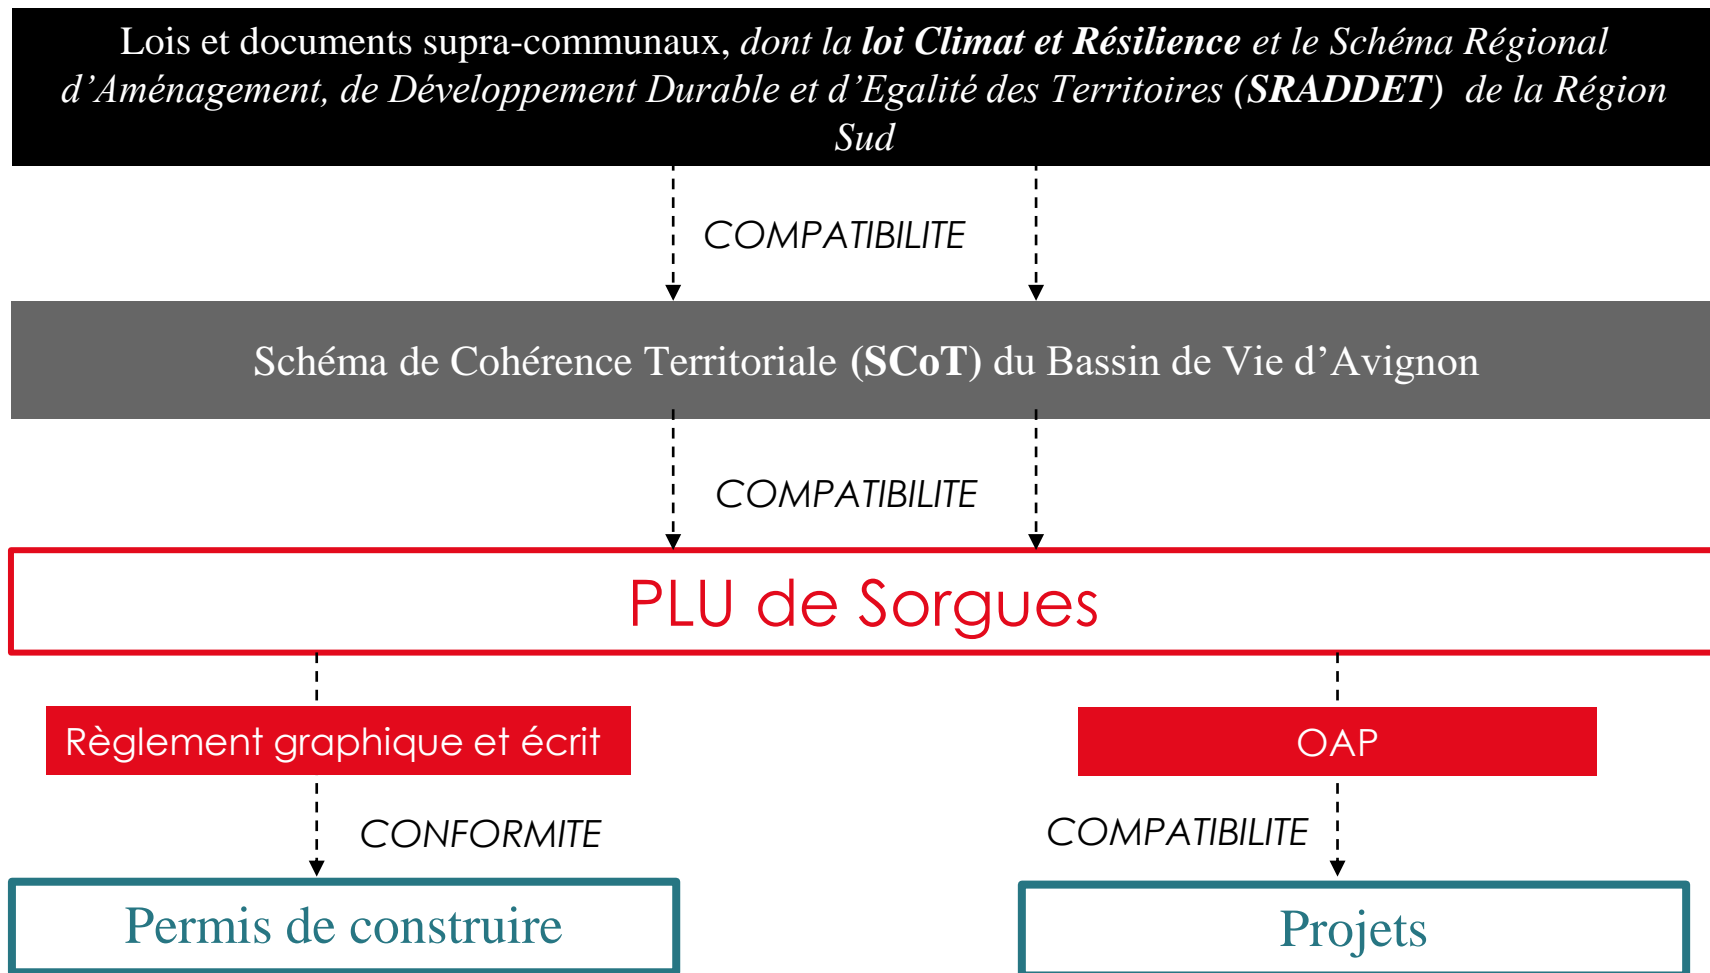 Lois et documents supra-communaux, dont la loi Climat et Résilience et le Schéma Régional
d’Aménagement, de Développement Durable et d’Egalité des Territoires (SRADDET) de la Région
Sud
COMPATIBILITE
Schéma de Cohérence Territoriale (SCoT) du Bassin de Vie d’Avignon
COMPATIBILITE
PLU de Sorgues
Règlement graphique et écrit
OAP
CONFORMITE
COMPATIBILITE
Permis de construire
Projets